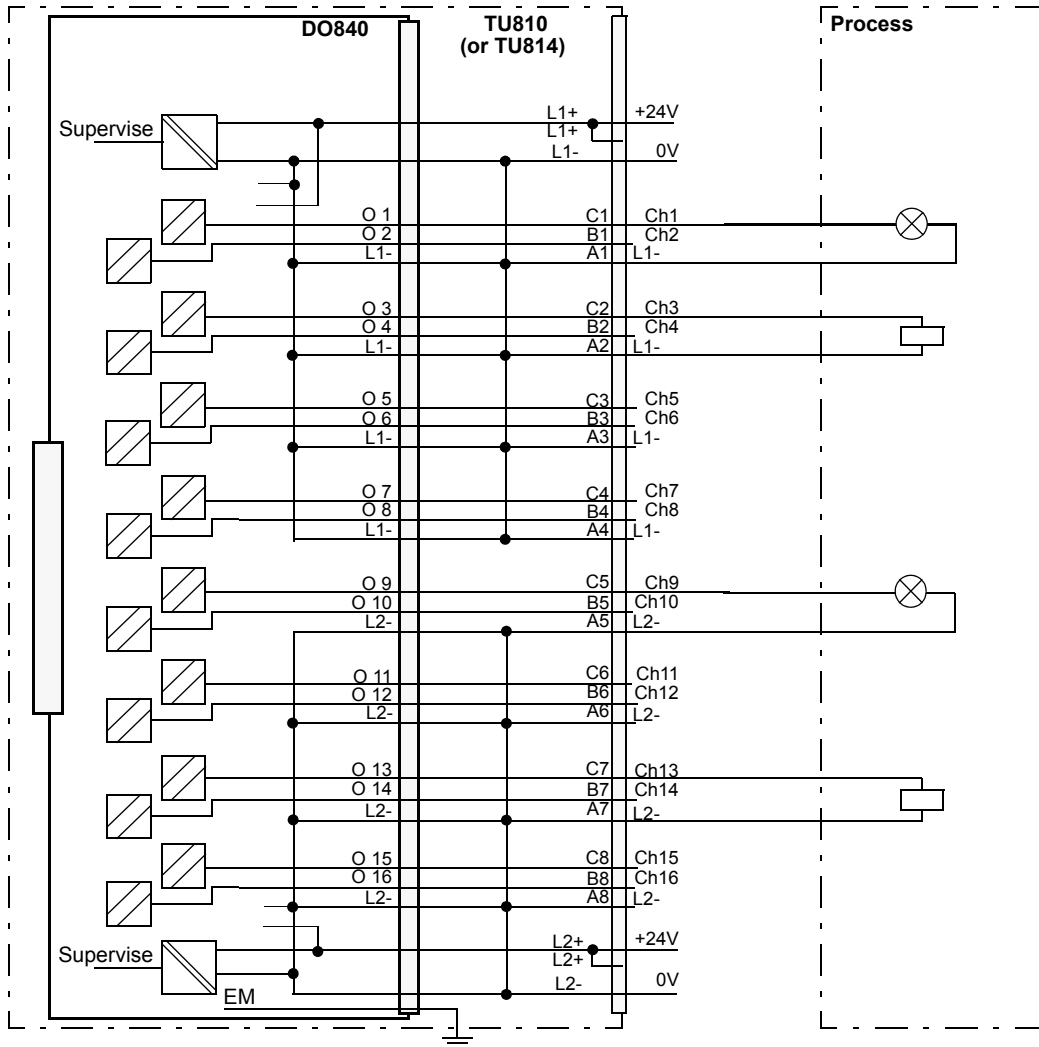 DO840
TU810
(or TU814)
Process
Supervise
L1+
+24V
L1+
L1-
0V
O 1
C1
Ch1
O 2
B1
Ch2
L1-
A1
L1-
O 3
C2
Ch3
O 4
B2
Ch4
L1-
A2
L1-
O 5
C3
Ch5
O 6
B3
Ch6
L1-
A3
L1-
O 7
C4
Ch7
O 8
B4
Ch8
L1-
A4
L1-
O 9
C5
Ch9
O 10
B5
Ch10
L2-
A5
L2-
O 11
C6
Ch11
O 12
B6
Ch12
L2-
A6
L2-
O 13
C7
Ch13
O 14
B7
Ch14
L2-
A7
L2-
O 15
C8
Ch15
O 16
B8
Ch16
L2-
A8
L2-
Supervise
L2+
+24V
L2+
L2-
0V
EM